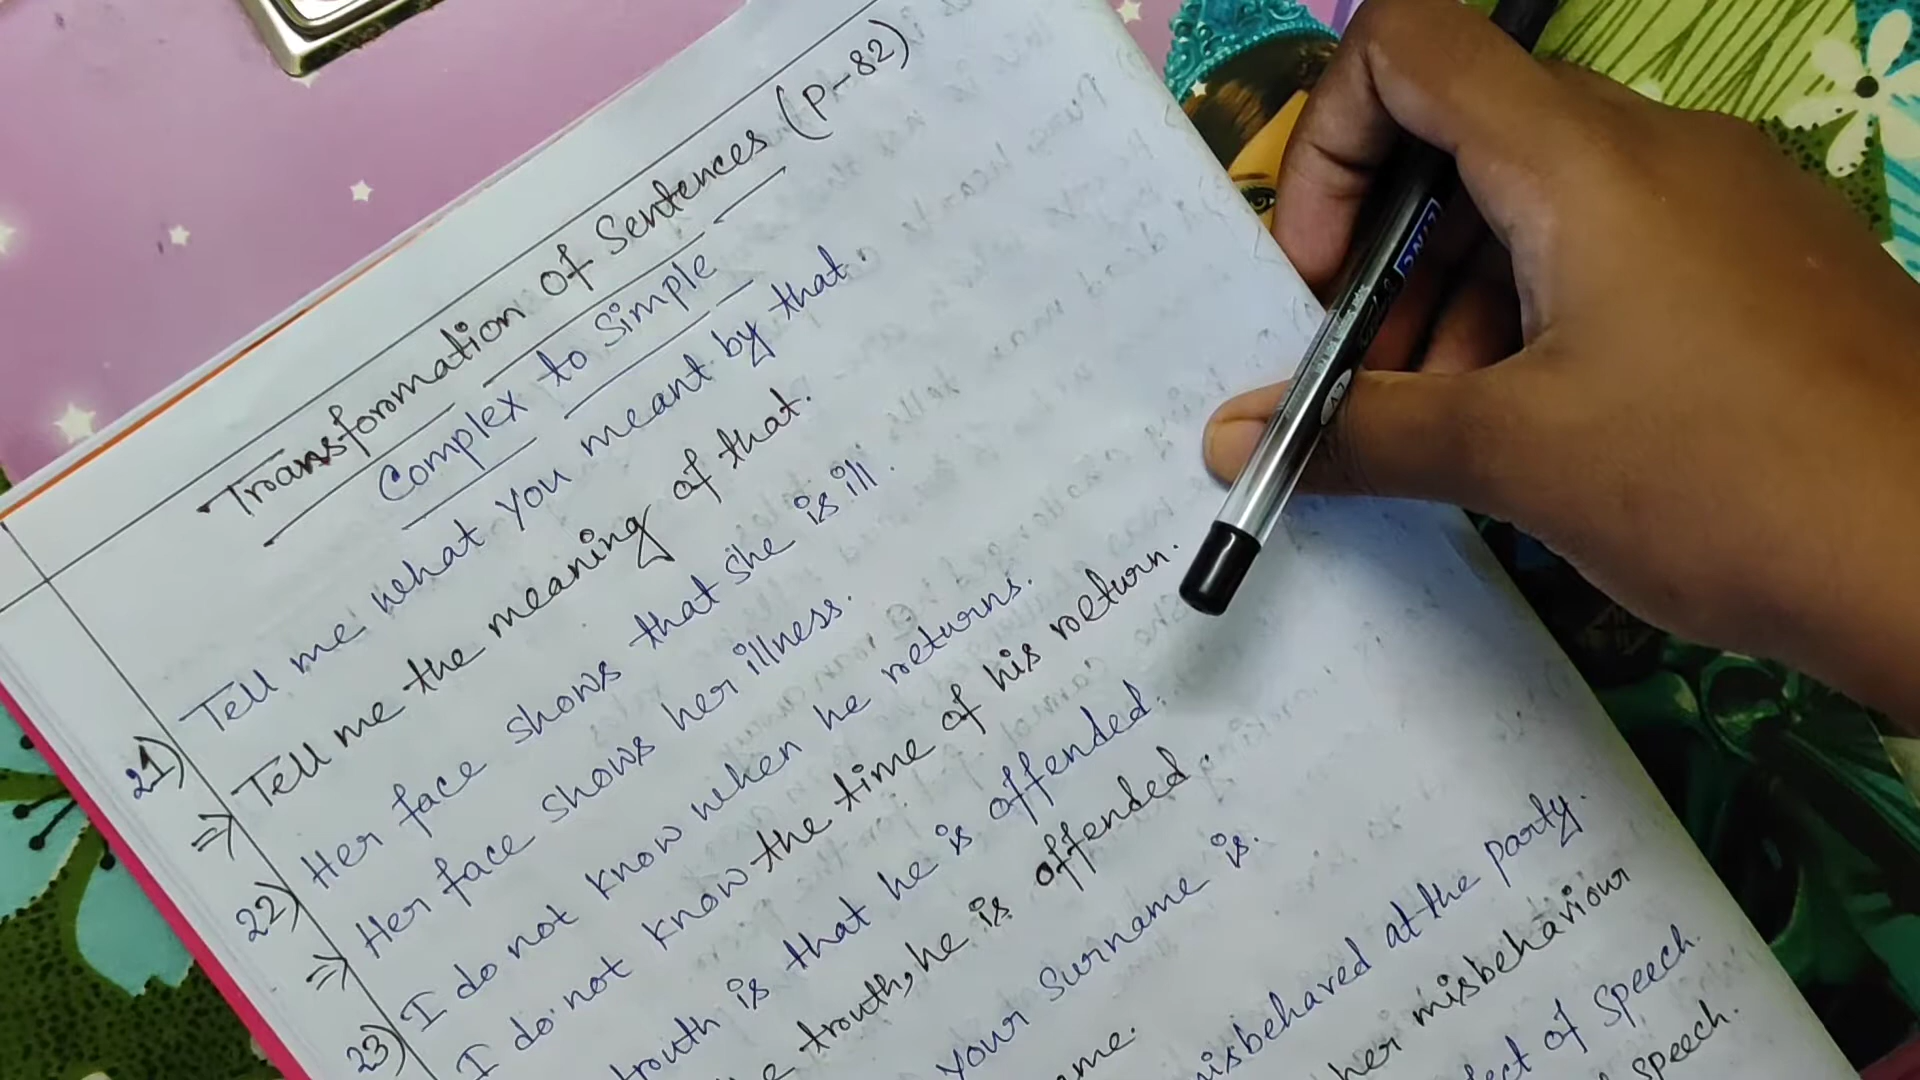 Transformation of Sentences (P-82)
Complex to Simple
21) Tell me what you meant by that.
⇒ Tell me the meaning of that.
22) Her face shows that she is ill.
⇒ Her face shows her illness.
23) I do not know when he returns.
I do not know the time of his return.
truth is that he is offended.
truth, he is offended.
your surname is.
misbehaved at the party.
her misbehaviour
of speech.
speech.
LINC